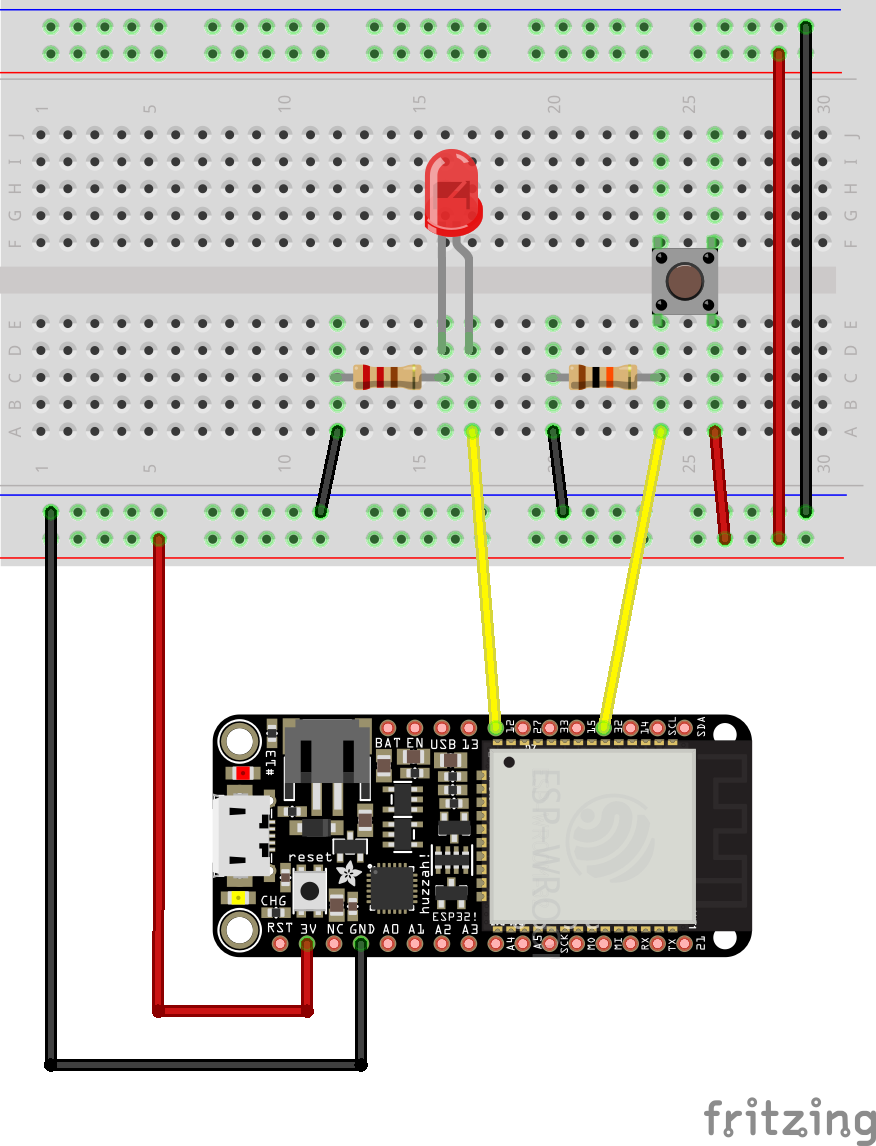 1 5 10 15 20 25 30
J J
I I
H H
G G
F F
E E
D D
C C
B B
A A
1 5 10 15 25 30
12 27 33 15 32 14 SCL SDA
BAT EN USB 13
#13
ESP-WRO
reset
huzzah!
CHG
ESP32!
RST 3V NC GND A0 A1 A2 A3
A4 A5 SCK MO MI RX TX 21
fritzing